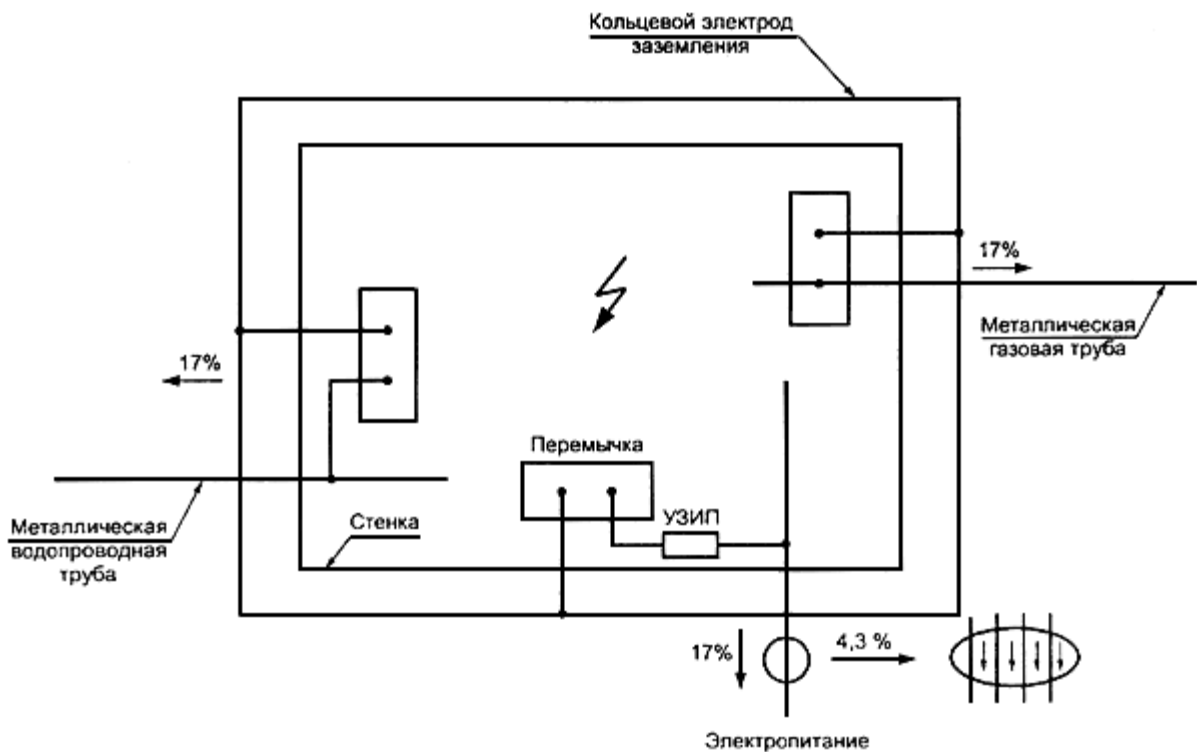 Кольцевой электрод
заземления
17%
Металлическая
газовая труба
17%
Перемычка
УЗИП
Стенка
Металлическая
водопроводная
труба
17%
4,3 %
Электропитание